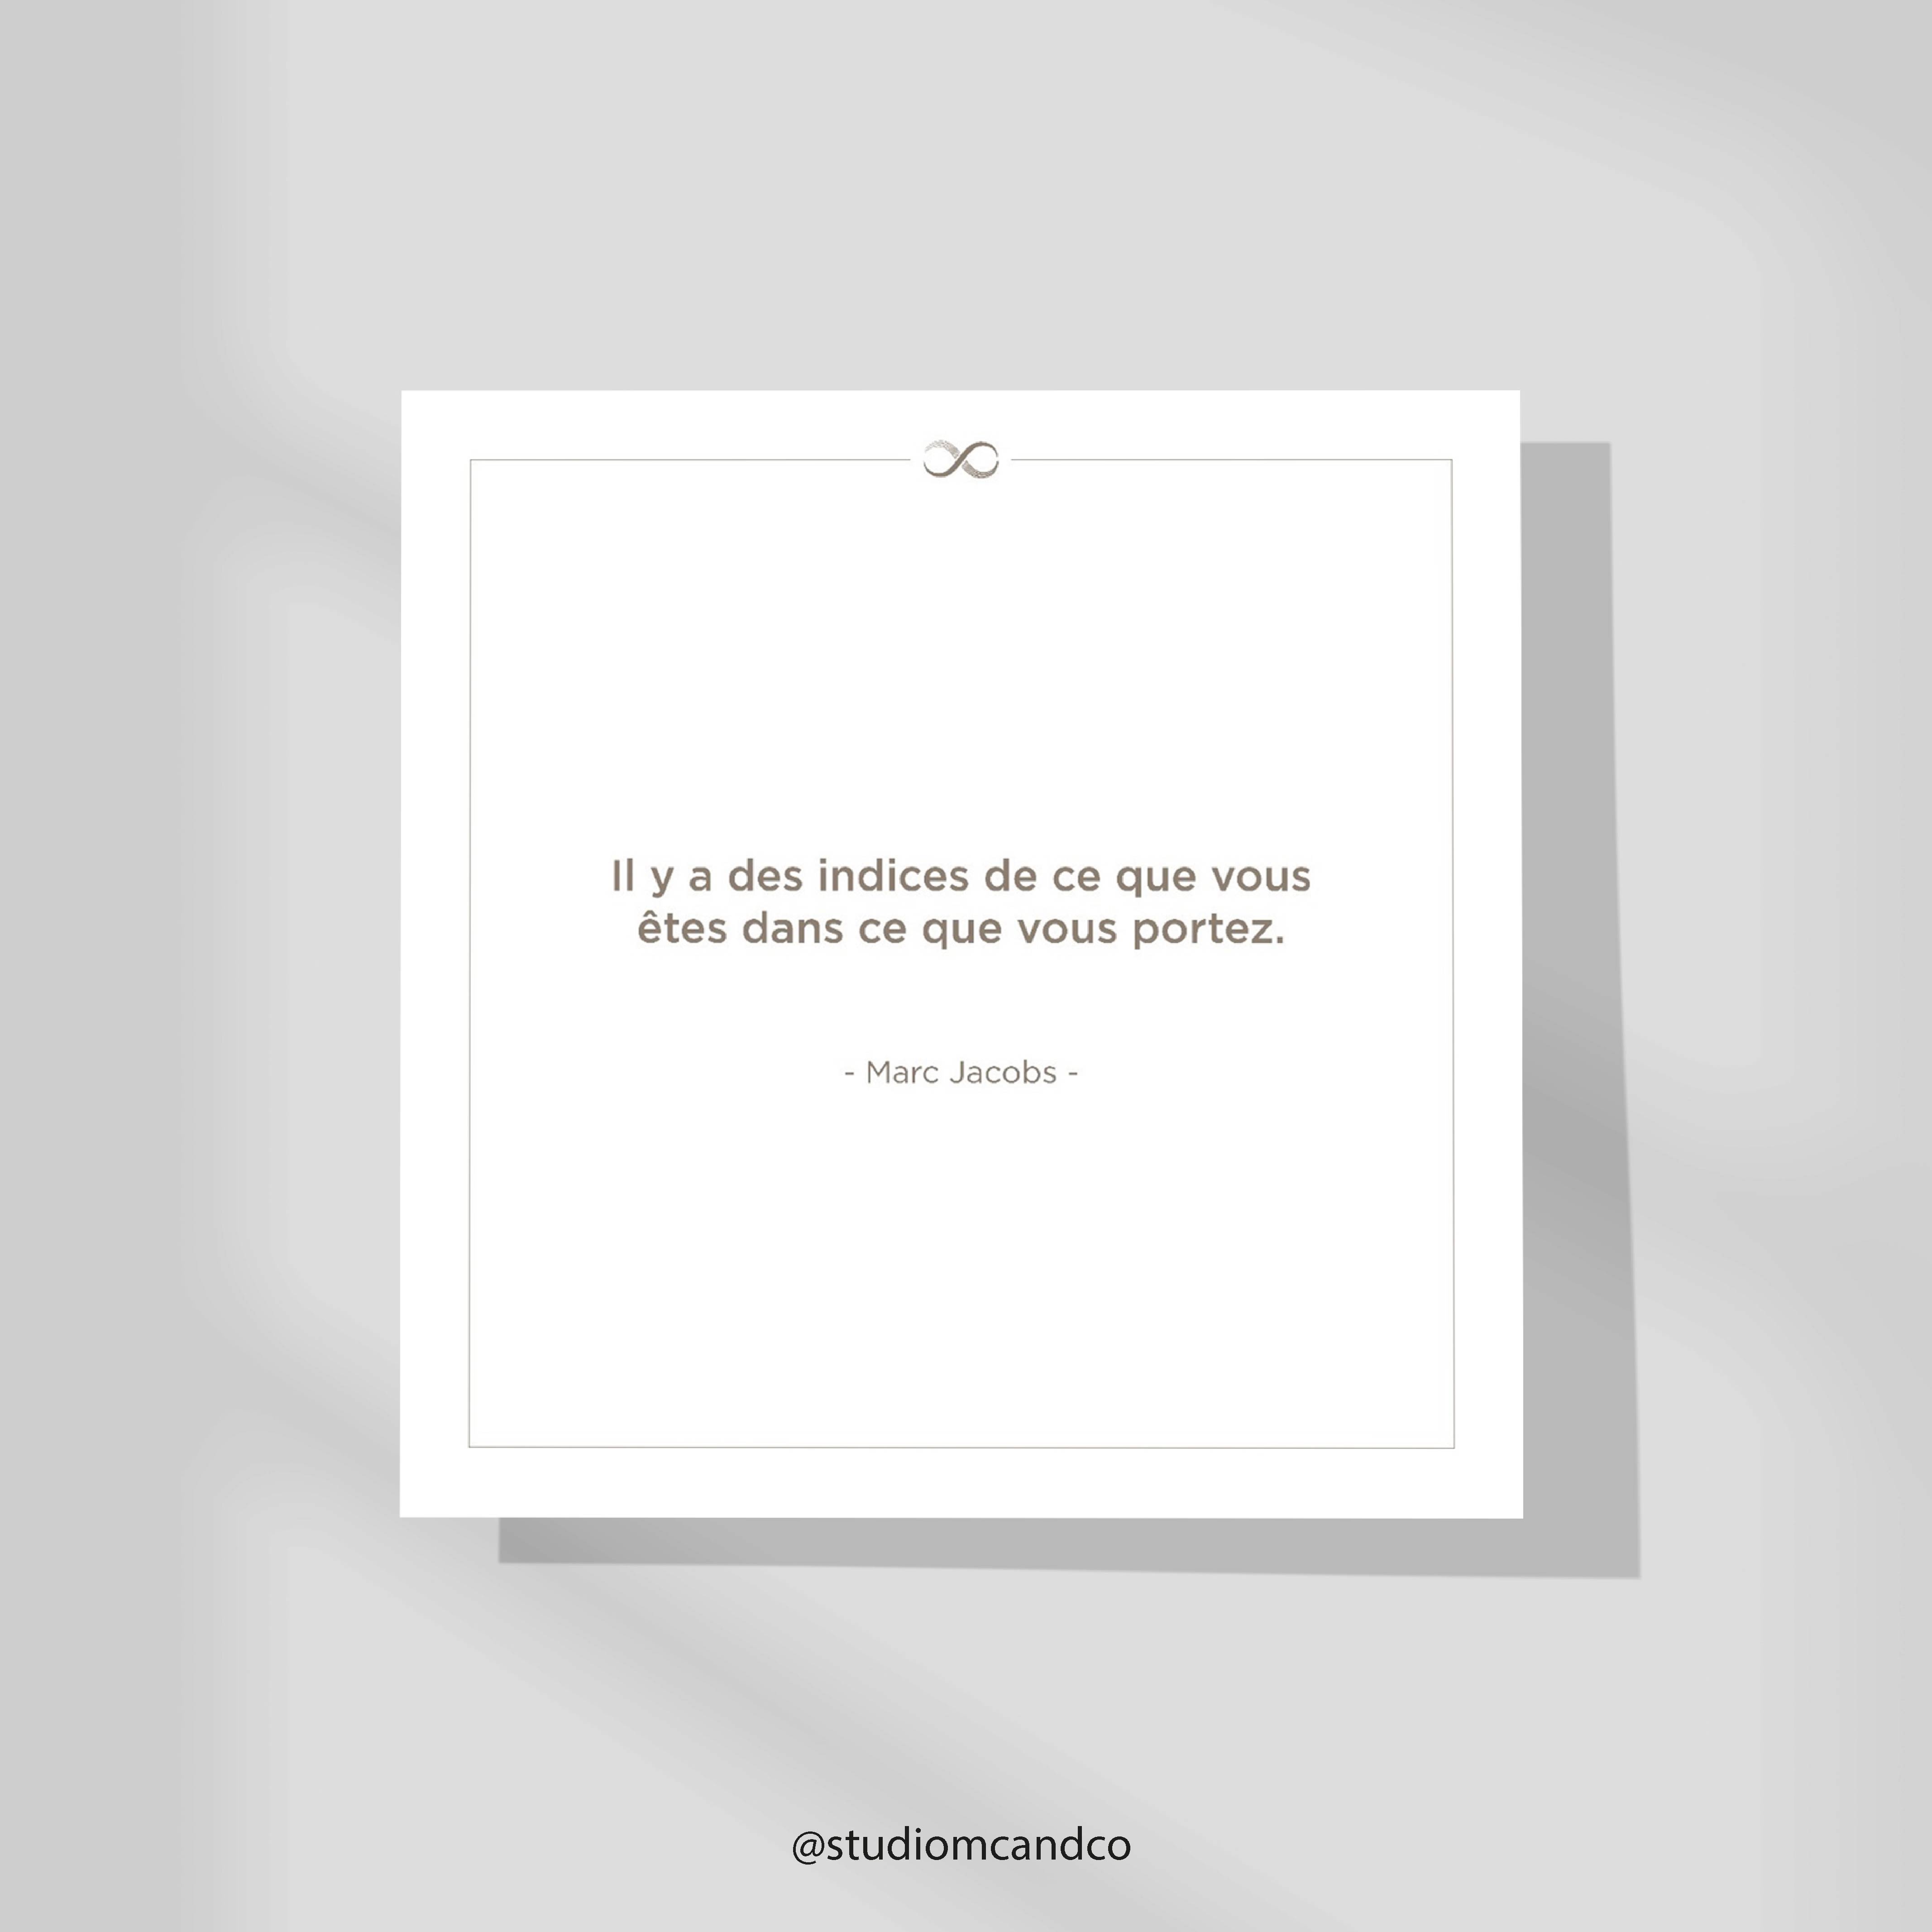 Il y a des indices de ce que vous
êtes dans ce que vous portez.
- Marc Jacobs -
@studiomcandco